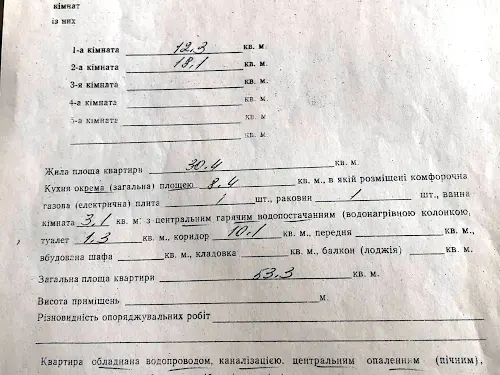 кімнат
із них
1-а кімната 12,3 кв. м.
2-а кімната 18,1 кв. м.
3-я кімната кв. м.
4-а кімната кв. м.
5-а кімната кв. м.
кв. м.
Жила площа квартири 30,4 кв. м.
Кухня окрема (загальна) площею 8,4 кв. м., в якій розміщені комфорочна
газова (електрична) плита 1 шт., раковин 1 шт., ванна
кімната 3,1 кв. м. з центральним гарячим водопостачанням (водонагрівною колонкою,
туалет 1,3 кв. м., коридор 10,1 кв. м., передня кв. м.,
вбудована шафа кв. м., кладовка кв. м., балкон (лоджія) кв. м.
Загальна площа квартири 53,3 кв. м.
Висота приміщень м.
Різновидність опоряджувальних робіт
Квартира обладнана водопроводом, каналізацією, центральним опаленням (пічним),